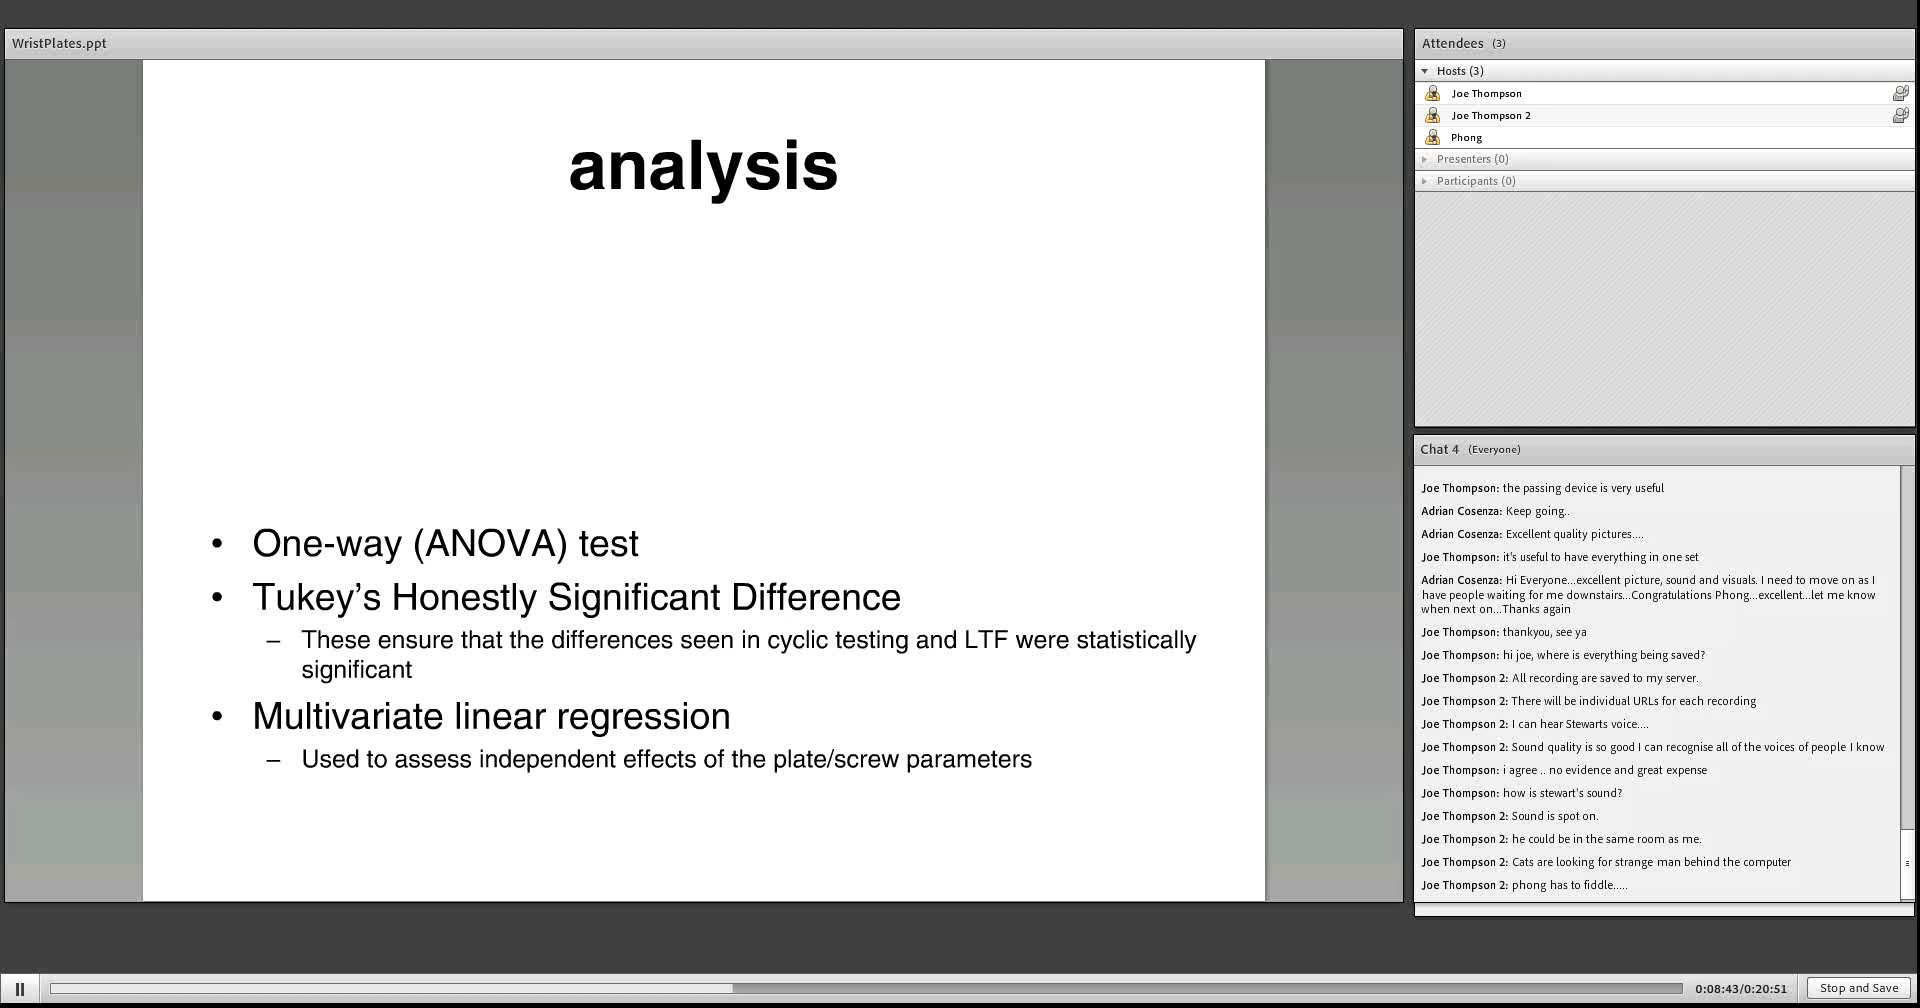 WristPlates.ppt
analysis
• One-way (ANOVA) test
• Tukey’s Honestly Significant Difference
– These ensure that the differences seen in cyclic testing and LTF were statistically
significant
• Multivariate linear regression
– Used to assess independent effects of the plate/screw parameters
Attendees (3)
Hosts (3)
Joe Thompson
Joe Thompson 2
Phong
Presenters (0)
Participants (0)
Chat 4 (Everyone)
Joe Thompson: the passing device is very useful
Adrian Cosenza: Keep going..
Adrian Cosenza: Excellent quality pictures....
Joe Thompson: it's useful to have everything in one set
Adrian Cosenza: Hi Everyone...excellent picture, sound and visuals. I need to move on as I
have people waiting for me downstairs...Congratulations Phong...excellent...let me know
when next on...Thanks again
Joe Thompson: thankyou, see ya
Joe Thompson: hi joe, where is everything being saved?
Joe Thompson 2: All recording are saved to my server.
Joe Thompson 2: There will be individual URLs for each recording
Joe Thompson 2: I can hear Stewarts voice....
Joe Thompson 2: Sound quality is so good I can recognise all of the voices of people I know
Joe Thompson: i agree .. no evidence and great expense
Joe Thompson: how is stewart's sound?
Joe Thompson 2: Sound is spot on.
Joe Thompson 2: he could be in the same room as me.
Joe Thompson 2: Cats are looking for strange man behind the computer
Joe Thompson 2: phong has to fiddle.....
0:08:43/0:20:51
Stop and Save